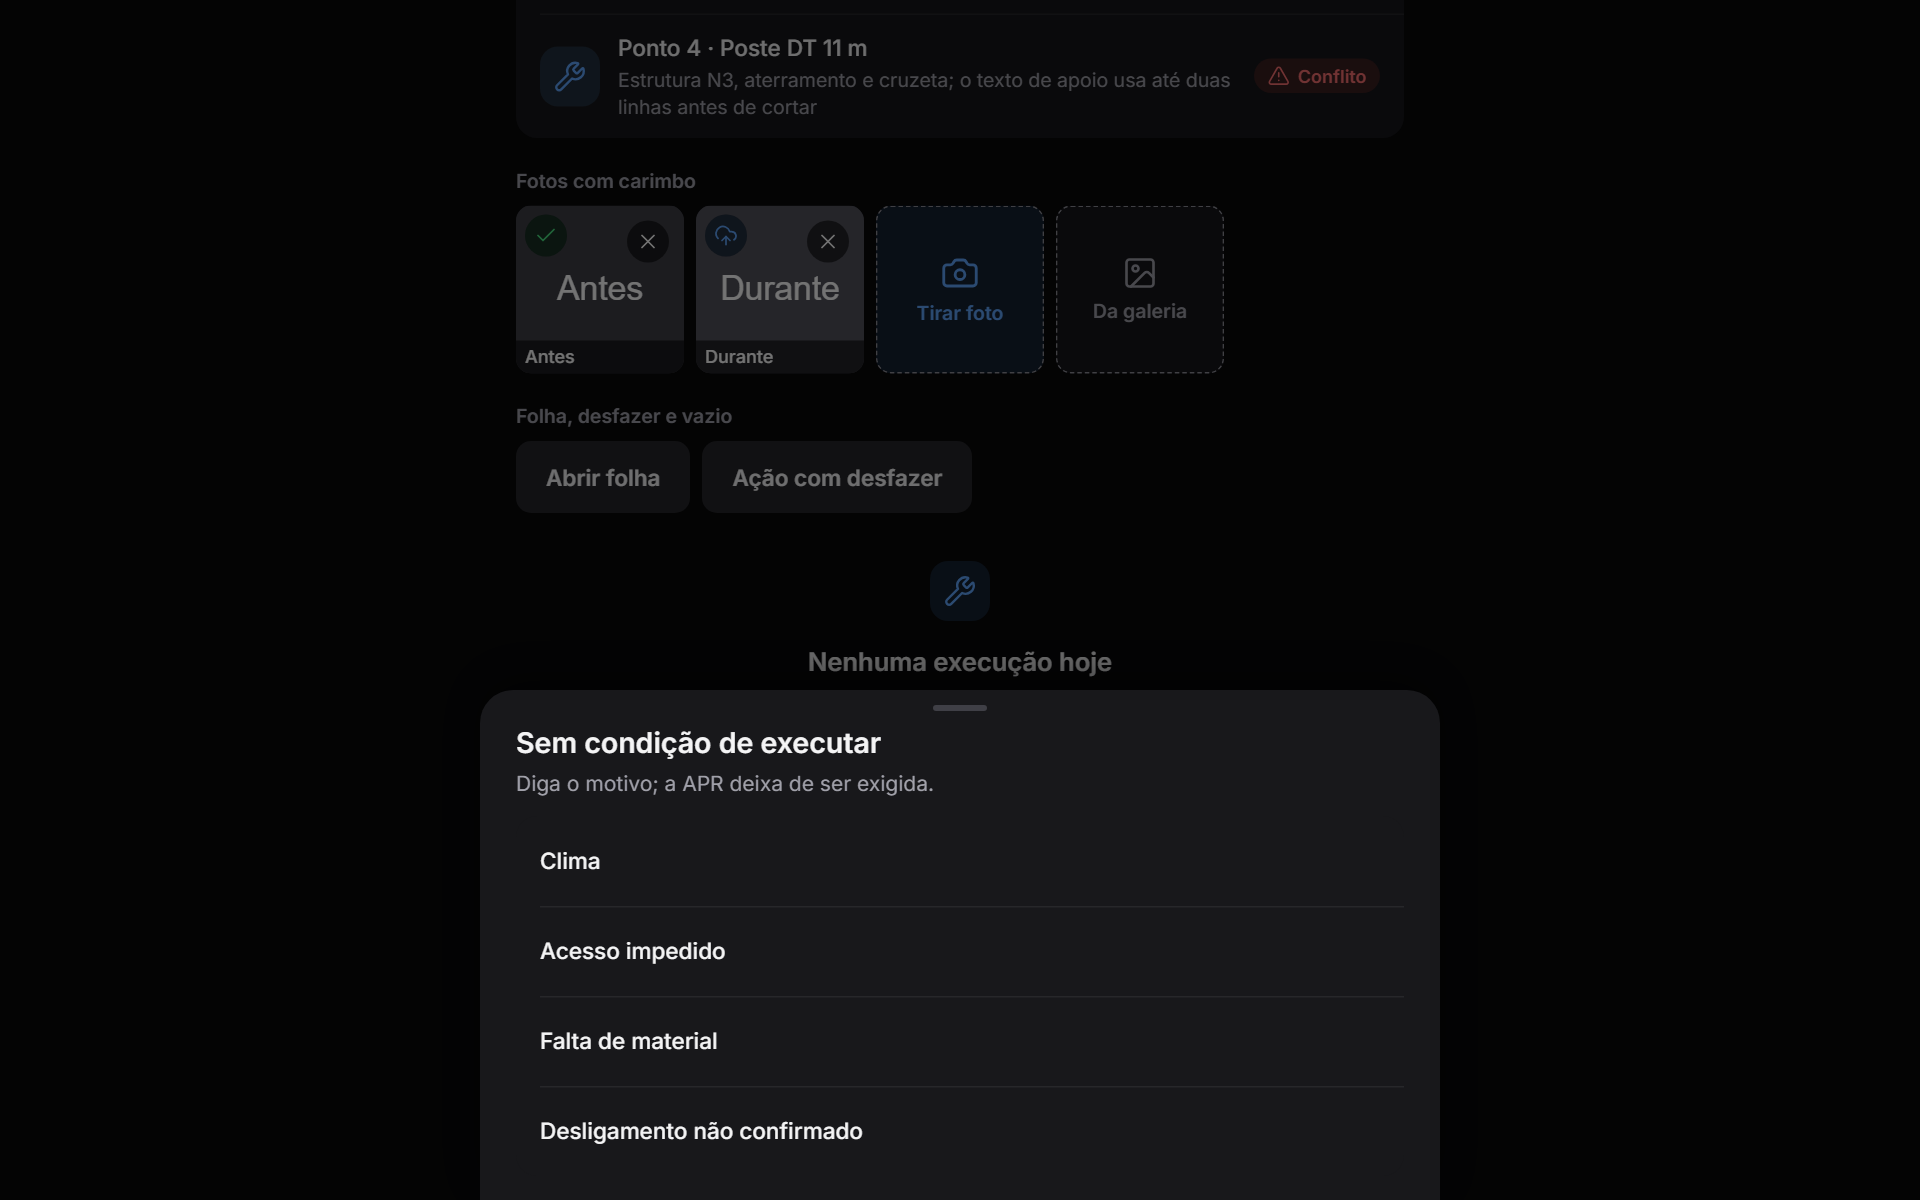 Ponto 4 · Poste DT 11 m
Estrutura N3, aterramento e cruzeta; o texto de apoio usa até duas
linhas antes de cortar
Conflito
Fotos com carimbo
Antes
Durante
Antes
Durante
Tirar foto
Da galeria
Folha, desfazer e vazio
Abrir folha
Ação com desfazer
Nenhuma execução hoje
Sem condição de executar
Diga o motivo; a APR deixa de ser exigida.
Clima
Acesso impedido
Falta de material
Desligamento não confirmado